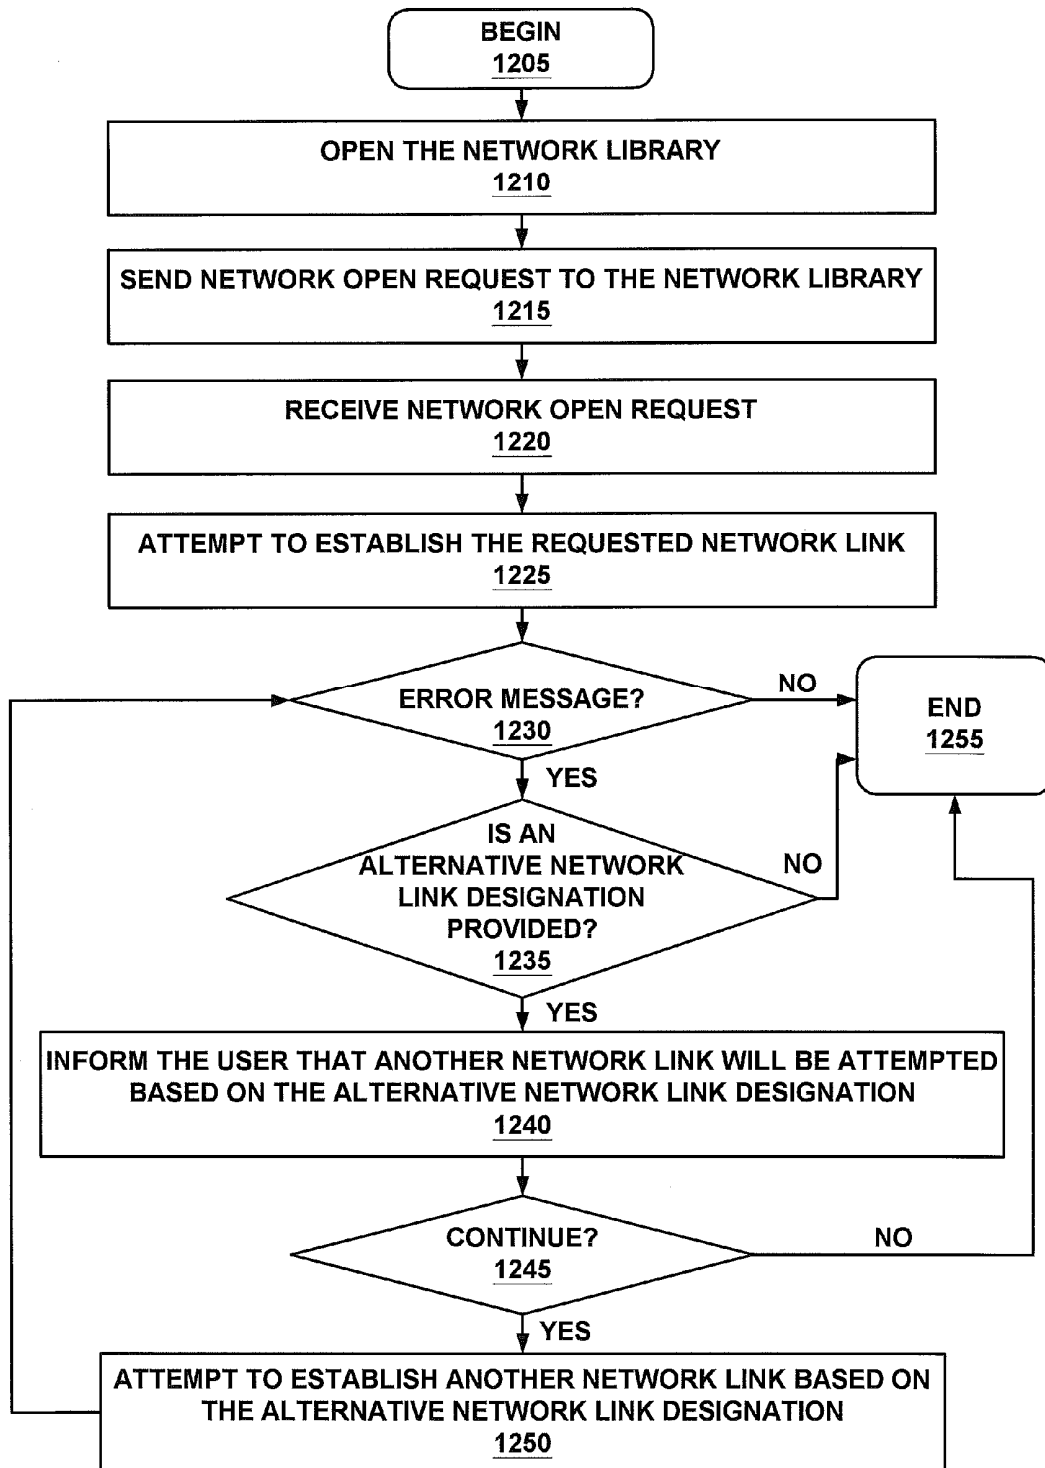 BEGIN
1205
OPEN THE NETWORK LIBRARY
1210
SEND NETWORK OPEN REQUEST TO THE NETWORK LIBRARY
1215
RECEIVE NETWORK OPEN REQUEST
1220
ATTEMPT TO ESTABLISH THE REQUESTED NETWORK LINK
1225
ERROR MESSAGE?
1230
NO
END
1255
YES
IS AN
ALTERNATIVE NETWORK
LINK DESIGNATION
PROVIDED?
1235
NO
YES
INFORM THE USER THAT ANOTHER NETWORK LINK WILL BE ATTEMPTED
BASED ON THE ALTERNATIVE NETWORK LINK DESIGNATION
1240
CONTINUE?
1245
NO
YES
ATTEMPT TO ESTABLISH ANOTHER NETWORK LINK BASED ON
THE ALTERNATIVE NETWORK LINK DESIGNATION
1250